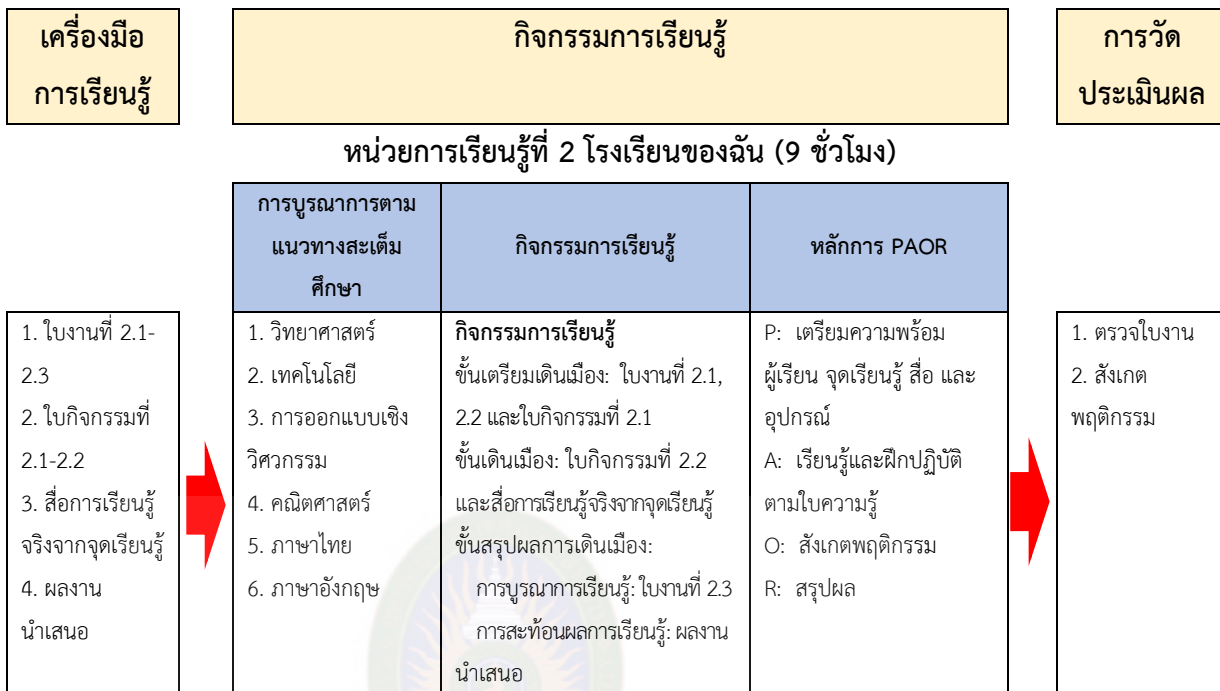 เครื่องมือ
การเรียนรู้
กิจกรรมการเรียนรู้
การวัด
ประเมินผล
หน่วยการเรียนรู้ที่ 2 โรงเรียนของฉัน (9 ชั่วโมง)
การบูรณาการตาม
แนวทางสะเต็ม
ศึกษา
กิจกรรมการเรียนรู้
หลักการ PAOR
1. ใบงานที่ 2.1-
2.3
2. ใบกิจกรรมที่
2.1-2.2
3. สื่อการเรียนรู้
จริงจากจุดเรียนรู้
4. ผลงาน
นำเสนอ
1. วิทยาศาสตร์
2. เทคโนโลยี
3. การออกแบบเชิง
วิศวกรรม
4. คณิตศาสตร์
5. ภาษาไทย
6. ภาษาอังกฤษ
กิจกรรมการเรียนรู้
ขั้นเตรียมเดินเมือง: ใบงานที่ 2.1,
2.2 และใบกิจกรรมที่ 2.1
ขั้นเดินเมือง: ใบกิจกรรมที่ 2.2
และสื่อการเรียนรู้จริงจากจุดเรียนรู้
ขั้นสรุปผลการเดินเมือง:
การบูรณาการเรียนรู้: ใบงานที่ 2.3
การสะท้อนผลการเรียนรู้: ผลงาน
นำเสนอ
P: เตรียมความพร้อม
ผู้เรียน จุดเรียนรู้ สื่อ และ
อุปกรณ์
A: เรียนรู้และฝึกปฏิบัติ
ตามใบความรู้
O: สังเกตพฤติกรรม
R: สรุปผล
1. ตรวจใบงาน
2. สังเกต
พฤติกรรม